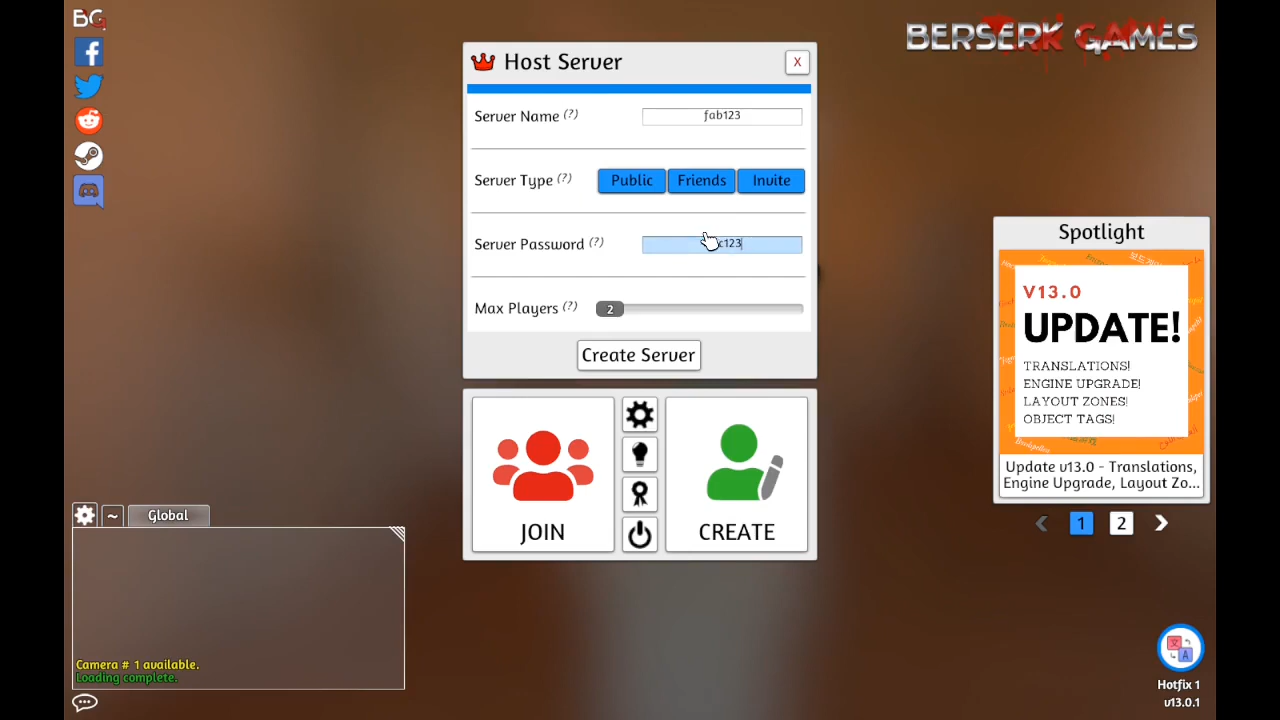 BG
BERSERK GAMES
Host Server
X
Server Name (?)
fab123
Server Type (?)
Public
Friends
Invite
Server Password (?)
c123
Max Players (?)
2
Create Server
JOIN
CREATE
Spotlight
V13.0
UPDATE!
TRANSLATIONS!
ENGINE UPGRADE!
LAYOUT ZONES!
OBJECT TAGS!
Update v13.0 - Translations,
Engine Upgrade, Layout Zo...
1
2
~
Global
Camera # 1 available.
Loading complete.
A
Hotfix 1
v13.0.1